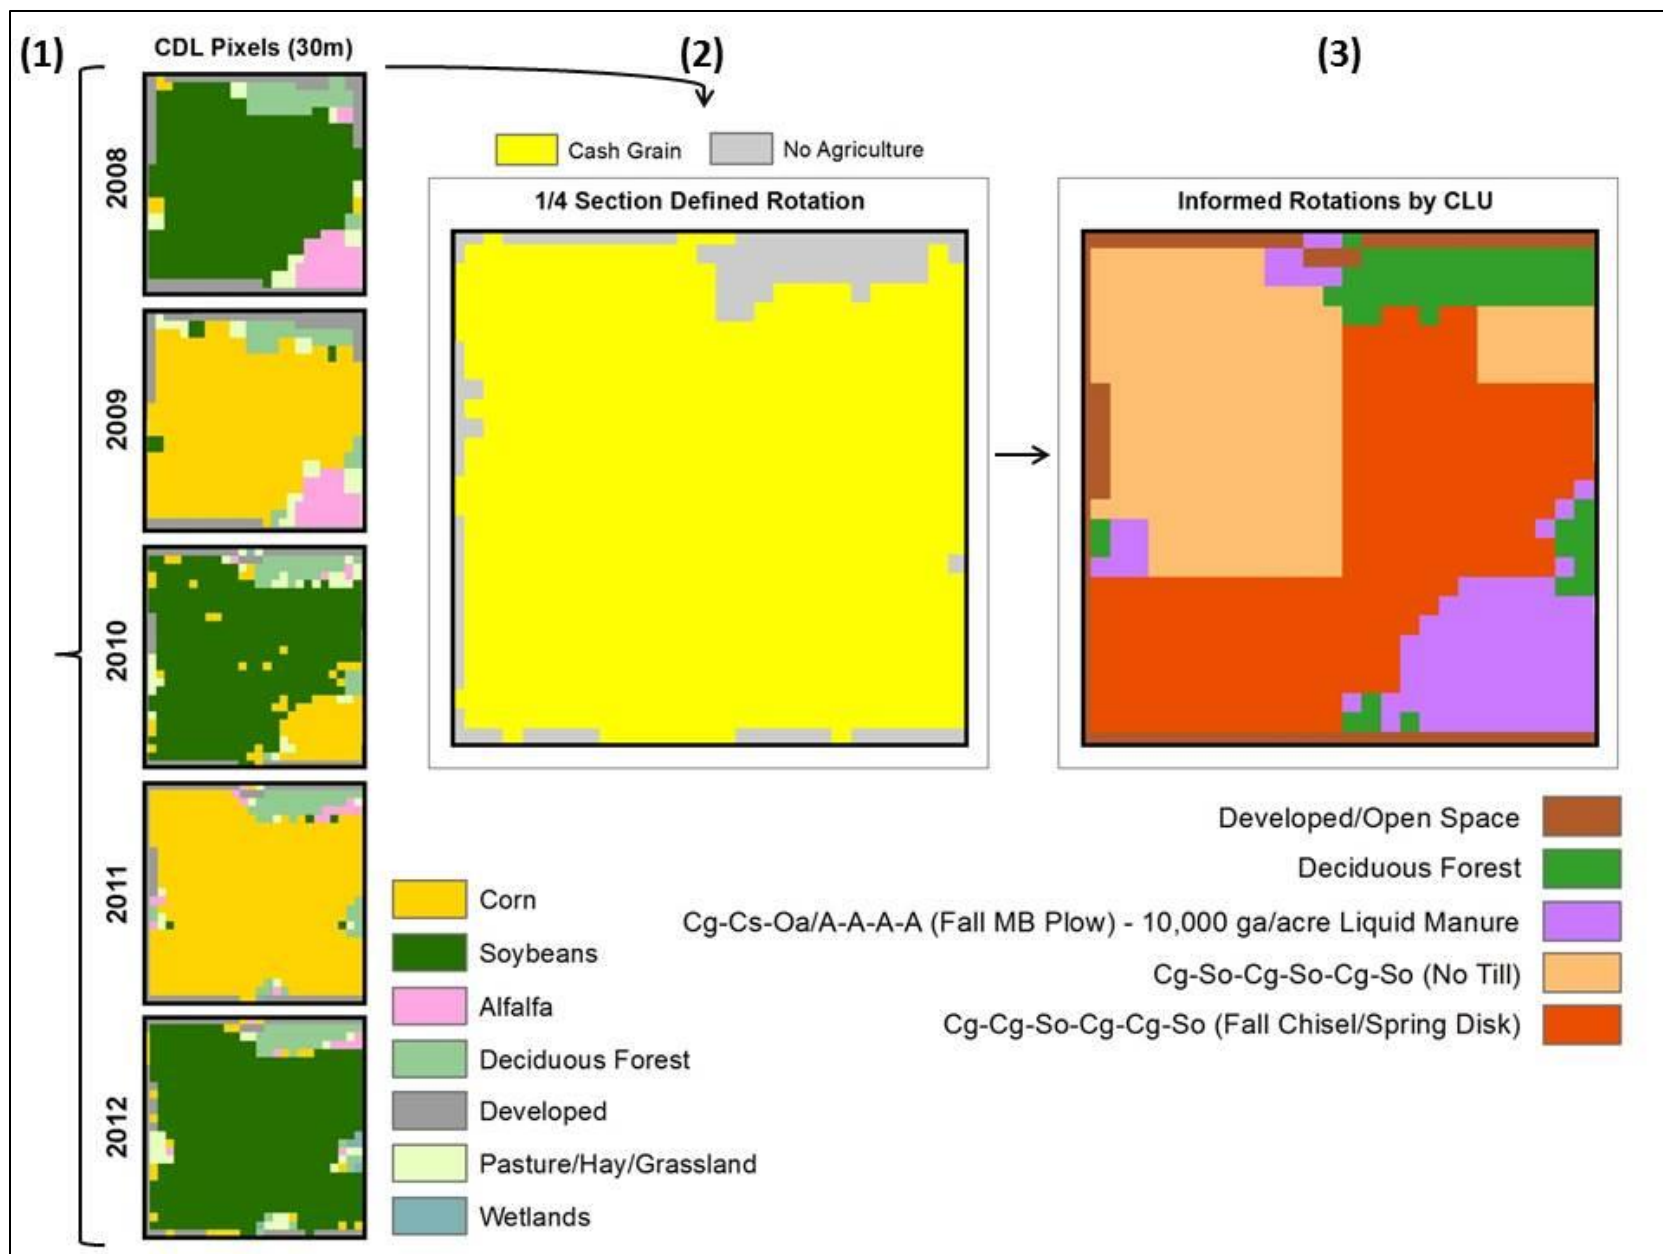 (1)
CDL Pixels (30m)
2008
2009
2010
2011
2012
Corn
Soybeans
Alfalfa
Deciduous Forest
Developed
Pasture/Hay/Grassland
Wetlands
(2)
Cash Grain
No Agriculture
1/4 Section Defined Rotation
(3)
Informed Rotations by CLU
Developed/Open Space
Deciduous Forest
Cg-Cs-Oa/A-A-A-A (Fall MB Plow) - 10,000 ga/acre Liquid Manure
Cg-So-Cg-So-Cg-So (No Till)
Cg-Cg-So-Cg-Cg-So (Fall Chisel/Spring Disk)